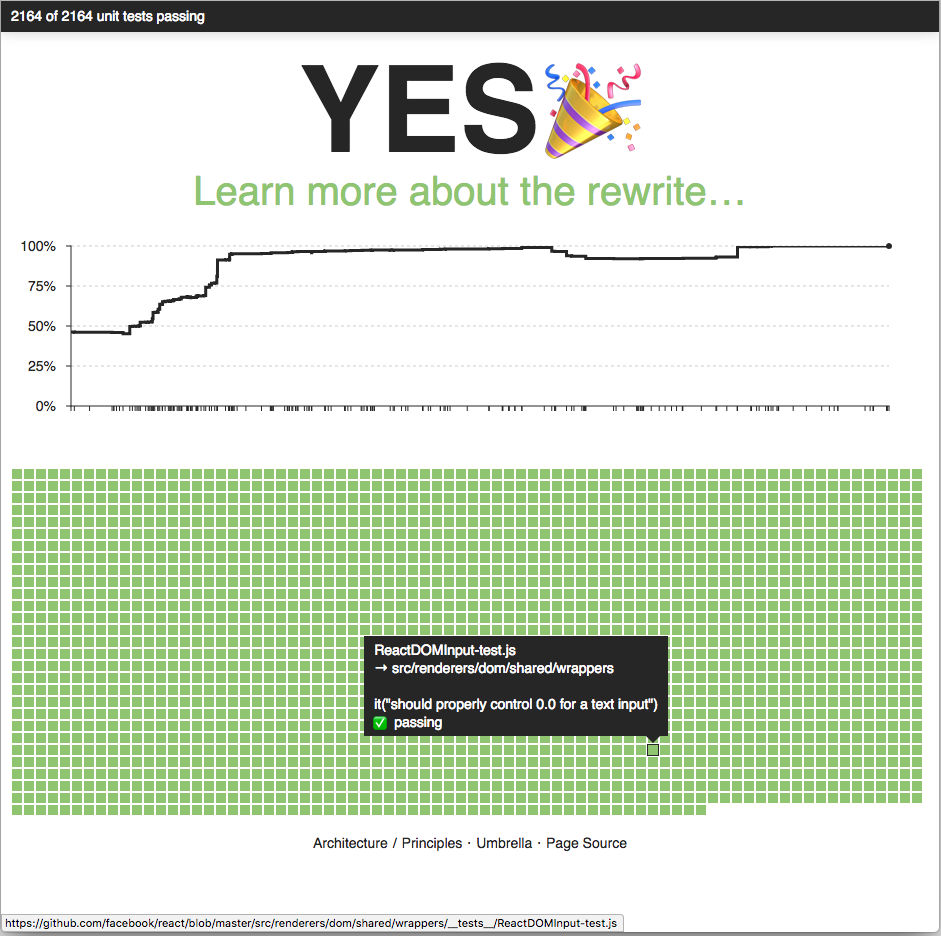 2164 of 2164 unit tests passing
YES🎉
Learn more about the rewrite…
100%
75%
50%
25%
0%
ReactDOMInput-test.js
→ src/renderers/dom/shared/wrappers
it("should properly control 0.0 for a text input")
✅ passing
Architecture / Principles · Umbrella · Page Source
https://github.com/facebook/react/blob/master/src/renderers/dom/shared/wrappers/__tests__/ReactDOMInput-test.js